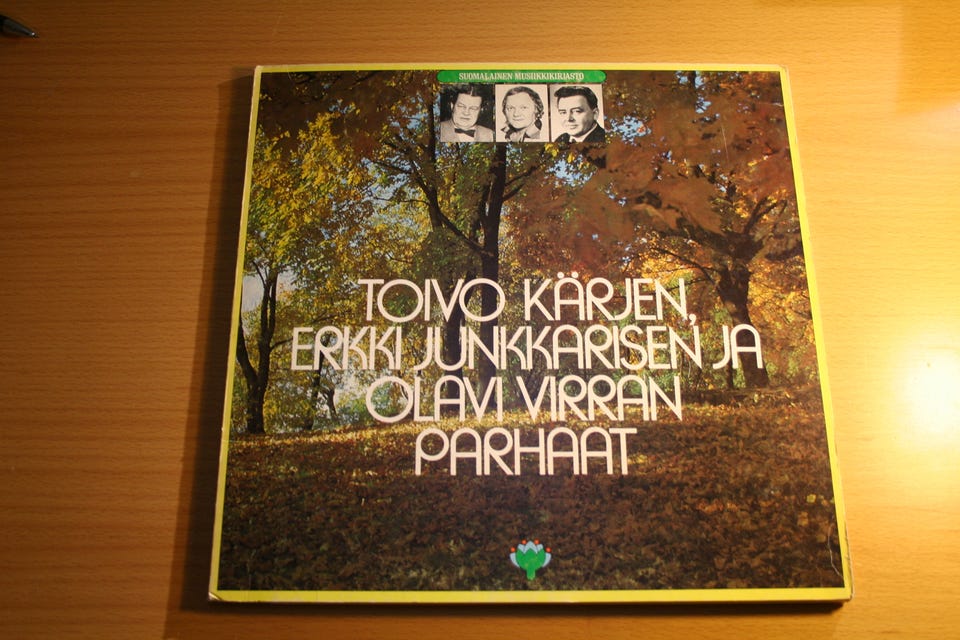 SUOMALAINEN MUSIIKKIKIRJASTO
TOIVO KÄRJEN,
ERKKI JUNKKARISEN JA
OLAVI VIRRAN
PARHAAT